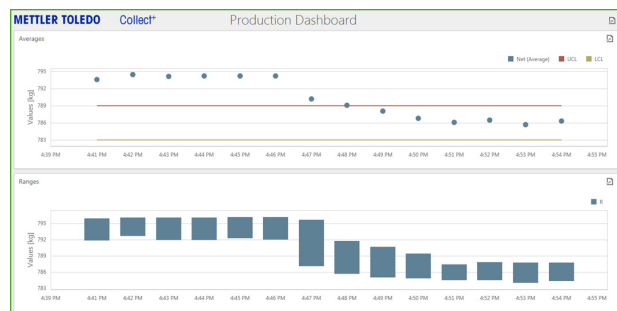 METTLER TOLEDO Collect+ Production Dashboard
Averages
Net (Average) UCL LCL
795
792
789
786
783
Values [kg]
4:39 PM 4:41 PM 4:42 PM 4:43 PM 4:44 PM 4:45 PM 4:46 PM 4:47 PM 4:48 PM 4:49 PM 4:50 PM 4:51 PM 4:52 PM 4:53 PM 4:54 PM 4:55 PM
Ranges
795
792
789
786
783
Values [kg]
4:39 PM 4:41 PM 4:42 PM 4:43 PM 4:44 PM 4:45 PM 4:46 PM 4:47 PM 4:48 PM 4:49 PM 4:50 PM 4:51 PM 4:52 PM 4:53 PM 4:54 PM 4:55 PM